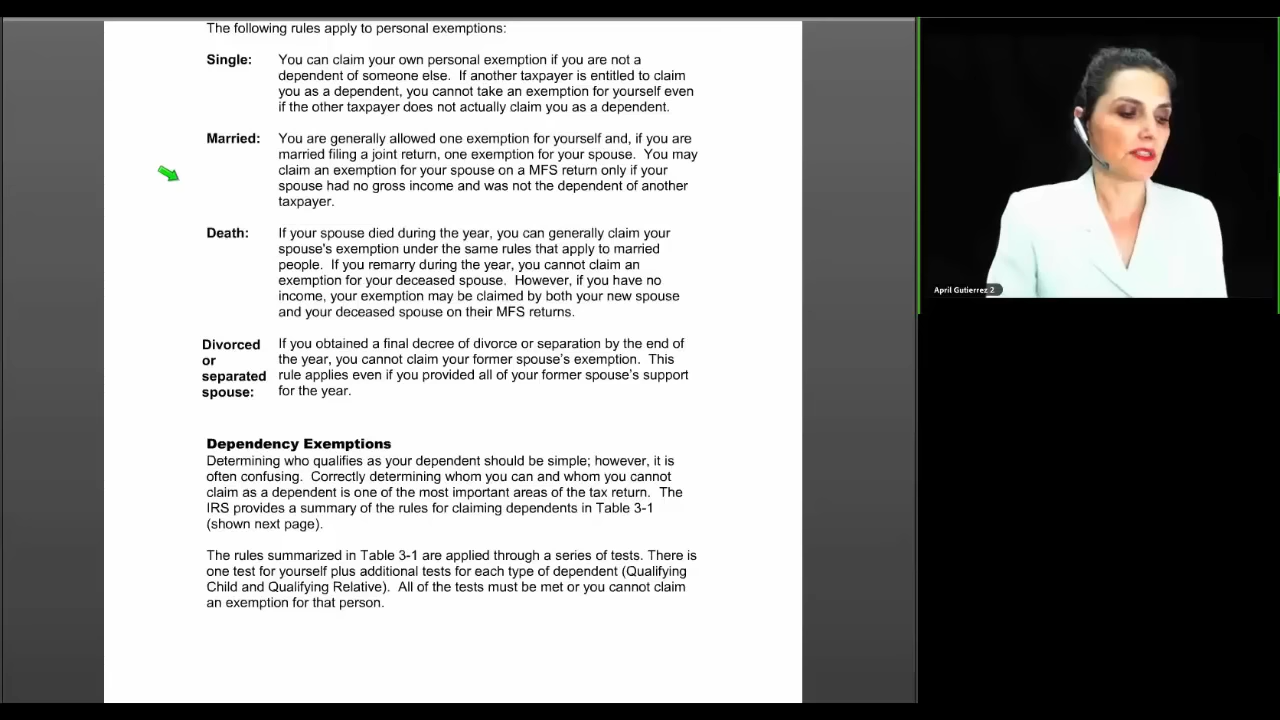 The following rules apply to personal exemptions:
Single: You can claim your own personal exemption if you are not a
dependent of someone else. If another taxpayer is entitled to claim
you as a dependent, you cannot take an exemption for yourself even
if the other taxpayer does not actually claim you as a dependent.
Married: You are generally allowed one exemption for yourself and, if you are
married filing a joint return, one exemption for your spouse. You may
claim an exemption for your spouse on a MFS return only if your
spouse had no gross income and was not the dependent of another
taxpayer.
Death: If your spouse died during the year, you can generally claim your
spouse's exemption under the same rules that apply to married
people. If you remarry during the year, you cannot claim an
exemption for your deceased spouse. However, if you have no
income, your exemption may be claimed by both your new spouse
and your deceased spouse on their MFS returns.
Divorced If you obtained a final decree of divorce or separation by the end of
or the year, you cannot claim your former spouse's exemption. This
separated rule applies even if you provided all of your former spouse's support
spouse: for the year.
Dependency Exemptions
Determining who qualifies as your dependent should be simple; however, it is
often confusing. Correctly determining whom you can and whom you cannot
claim as a dependent is one of the most important areas of the tax return. The
IRS provides a summary of the rules for claiming dependents in Table 3-1
(shown next page).
The rules summarized in Table 3-1 are applied through a series of tests. There is
one test for yourself plus additional tests for each type of dependent (Qualifying
Child and Qualifying Relative). All of the tests must be met or you cannot claim
an exemption for that person.
April Gutierrez 2